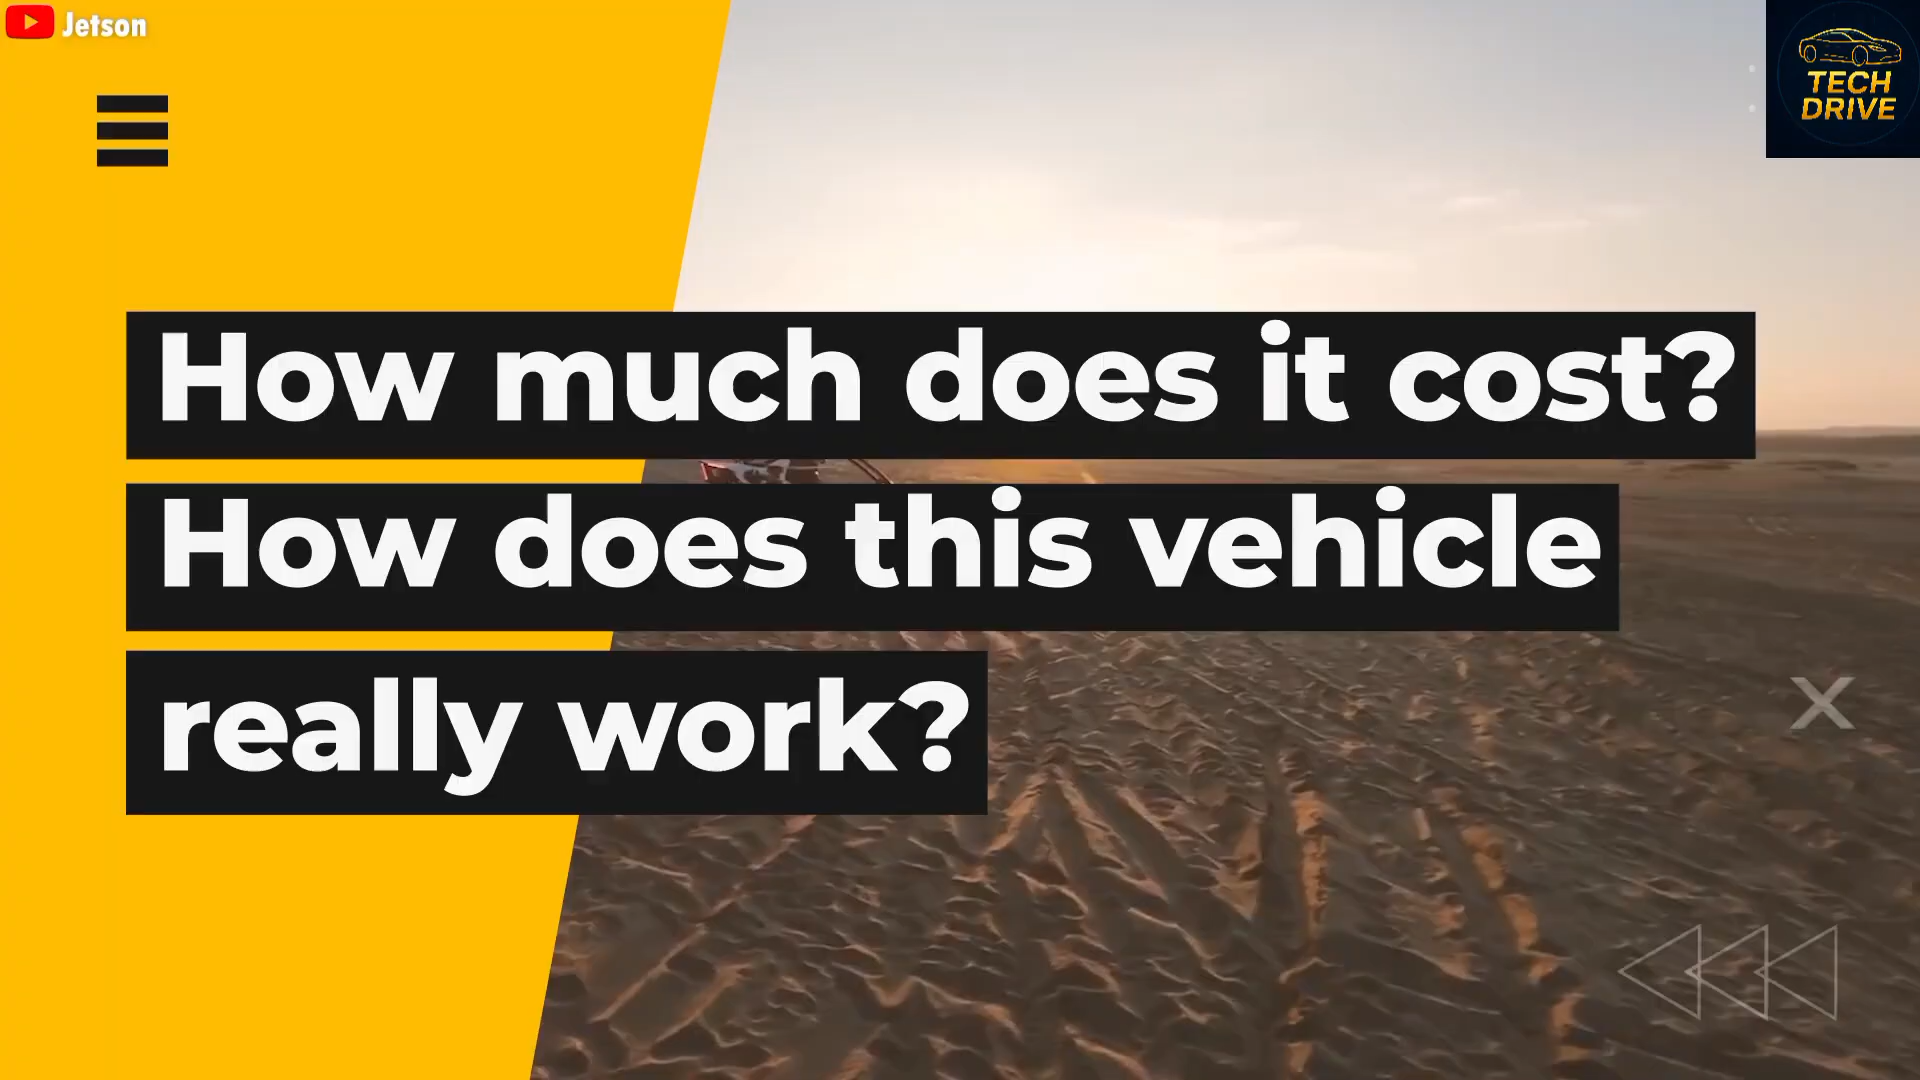 Jetson
TECH
DRIVE
How much does it cost?
How does this vehicle
really work?